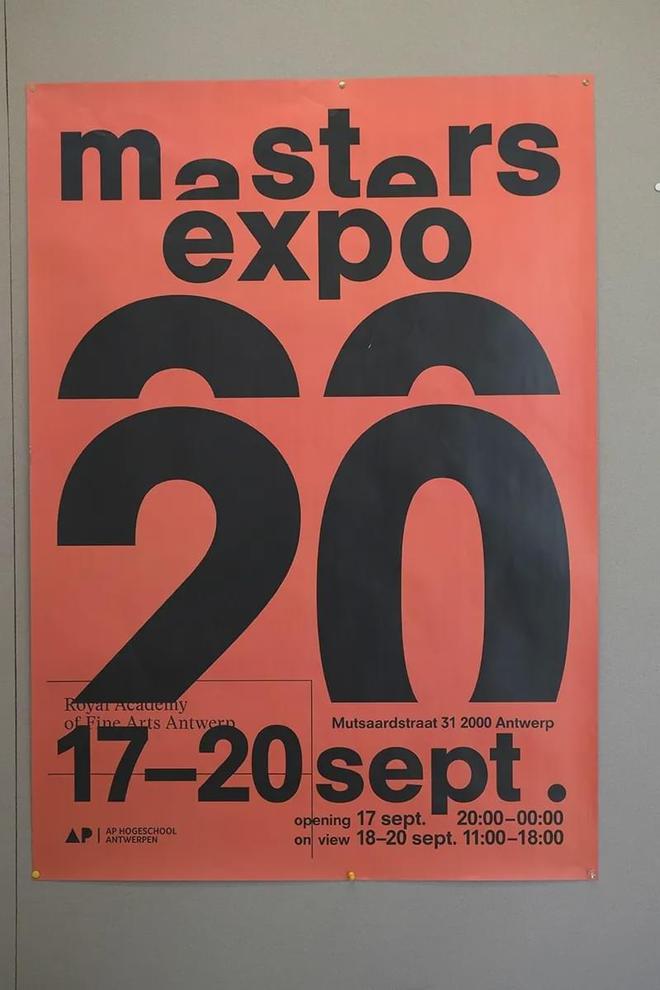 masters
expo
20
Royal Academy
of Fine Arts Antwerp
Mutsaardstraat 31 2000 Antwerp
17–20 sept.
opening 17 sept. 20:00–00:00
on view 18–20 sept. 11:00–18:00
AP | AP HOGESCHOOL
ANTWERPEN